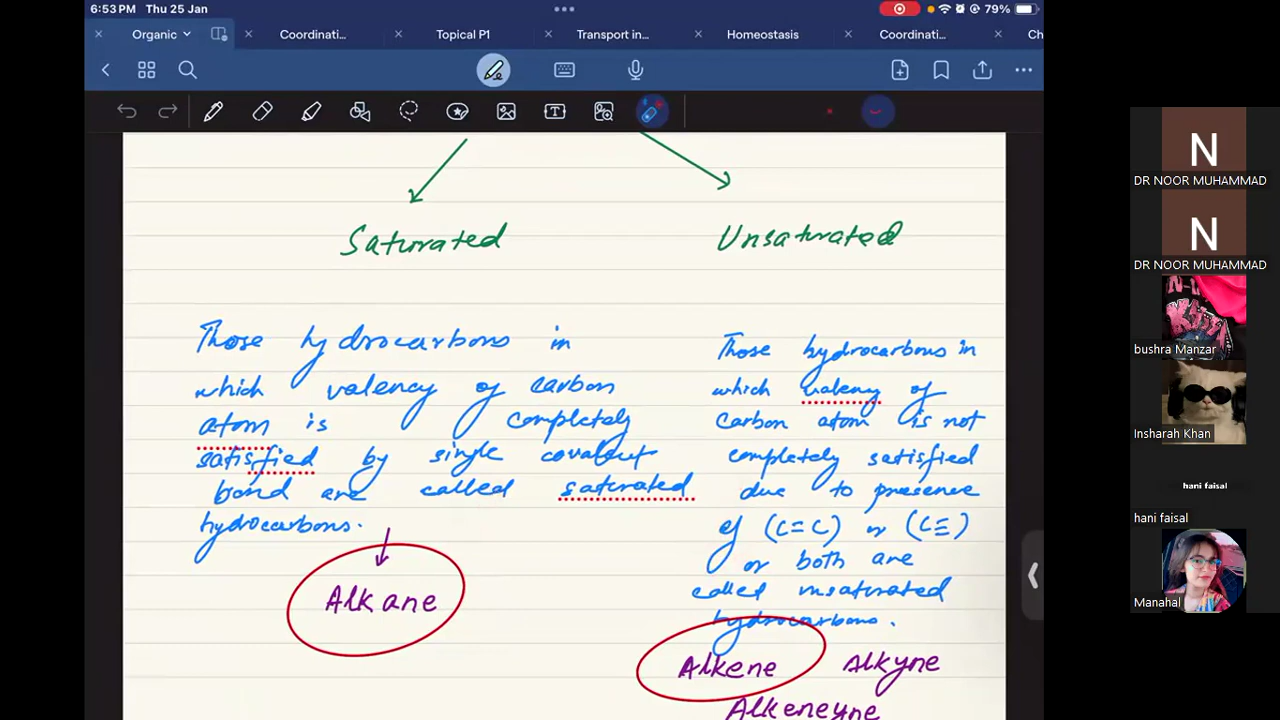 6:53 PM Thu 25 Jan
79%
Organic
Coordinati...
Topical P1
Transport in...
Homeostasis
Coordinati...
Ch
Saturated
Unsaturated
Those hydrocarbons in
which valency of carbon
atom is completely
satisfied by single covalent
bond are called saturated
hydrocarbons.
Alkane
Those hydrocarbons in
which valency of
carbon atom is not
completely satisfied
due to presence
of (C=C) or (C≡)
or both are
called unsaturated
hydrocarbons.
Alkene Alkyne
Alkeneyne
N
DR NOOR MUHAMMAD
N
DR NOOR MUHAMMAD
bushra Manzar
Insharah Khan
hani faisal
hani faisal
Manahal